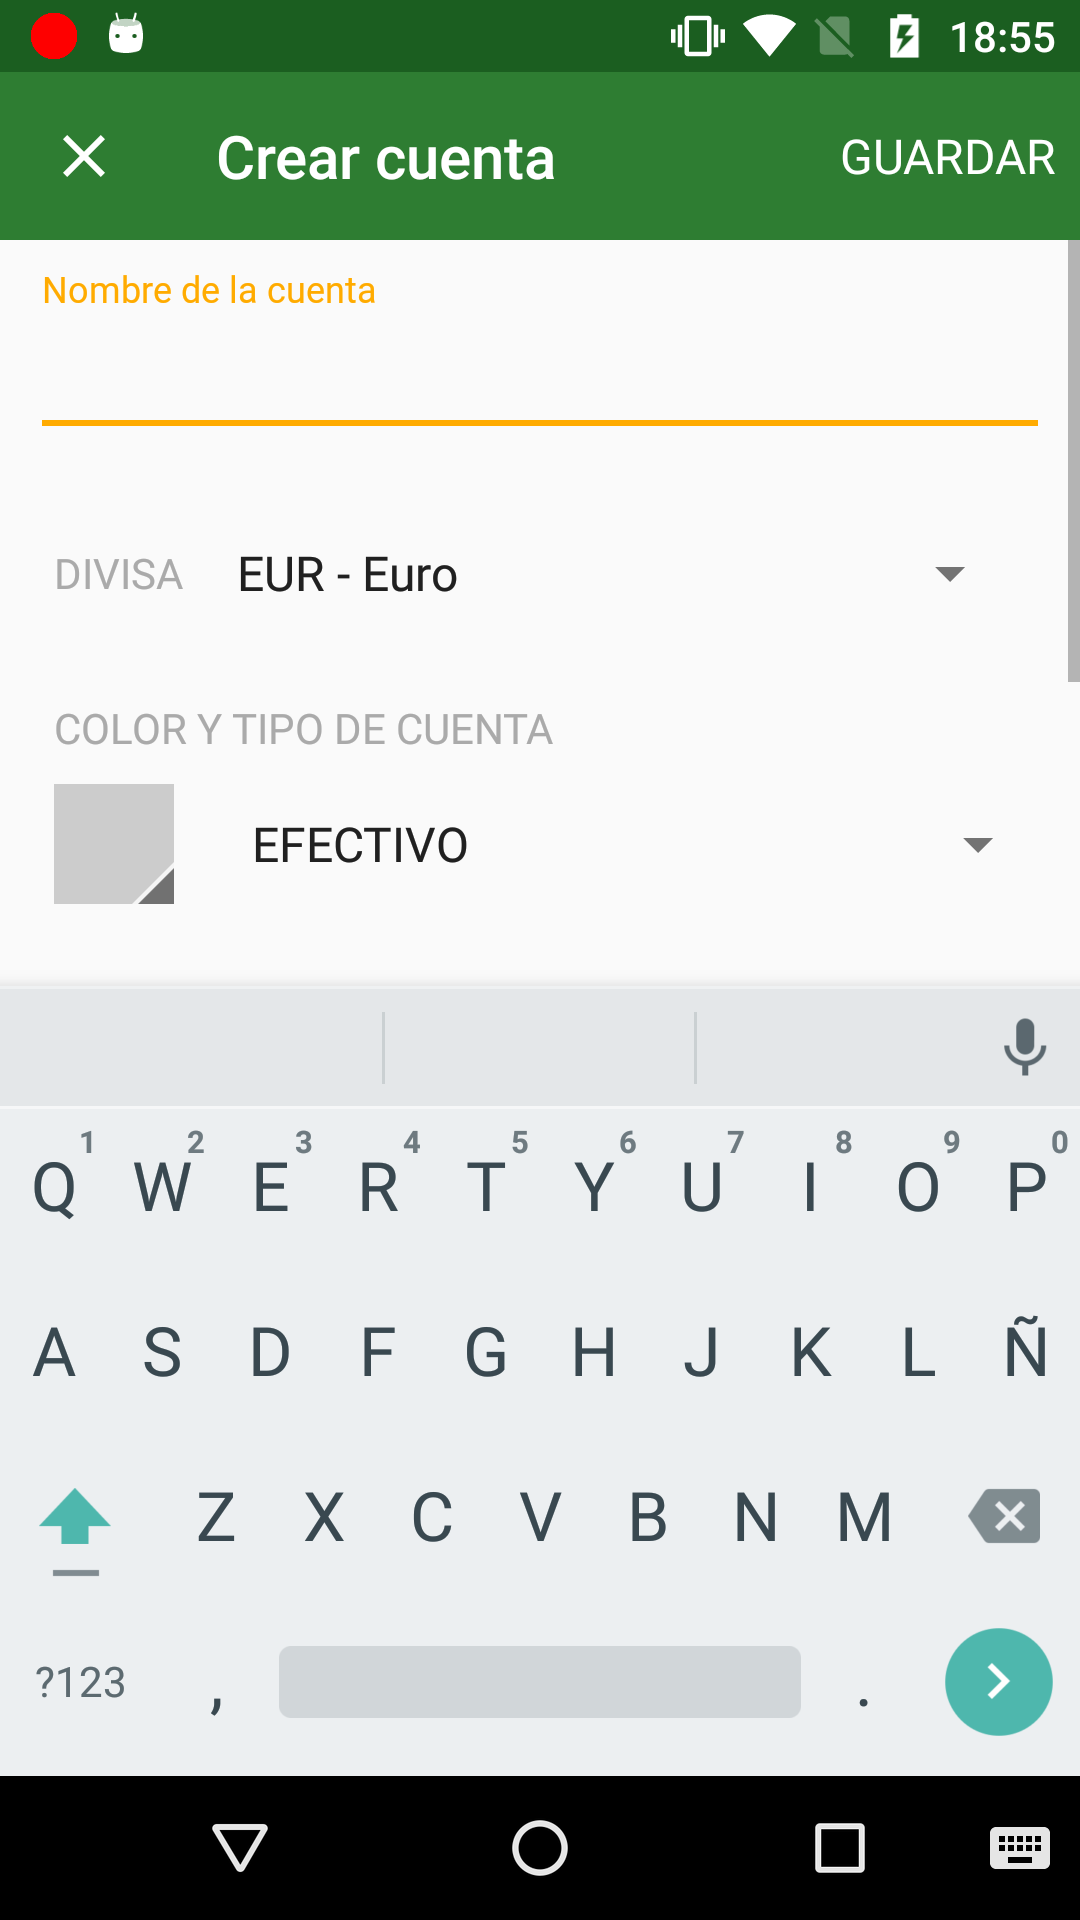 18:55
Crear cuenta GUARDAR
Nombre de la cuenta
DIVISA EUR - Euro
COLOR Y TIPO DE CUENTA
EFECTIVO
1 2 3 4 5 6 7 8 9 0
Q W E R T Y U I O P
A S D F G H J K L Ñ
Z X C V B N M
?123 , .